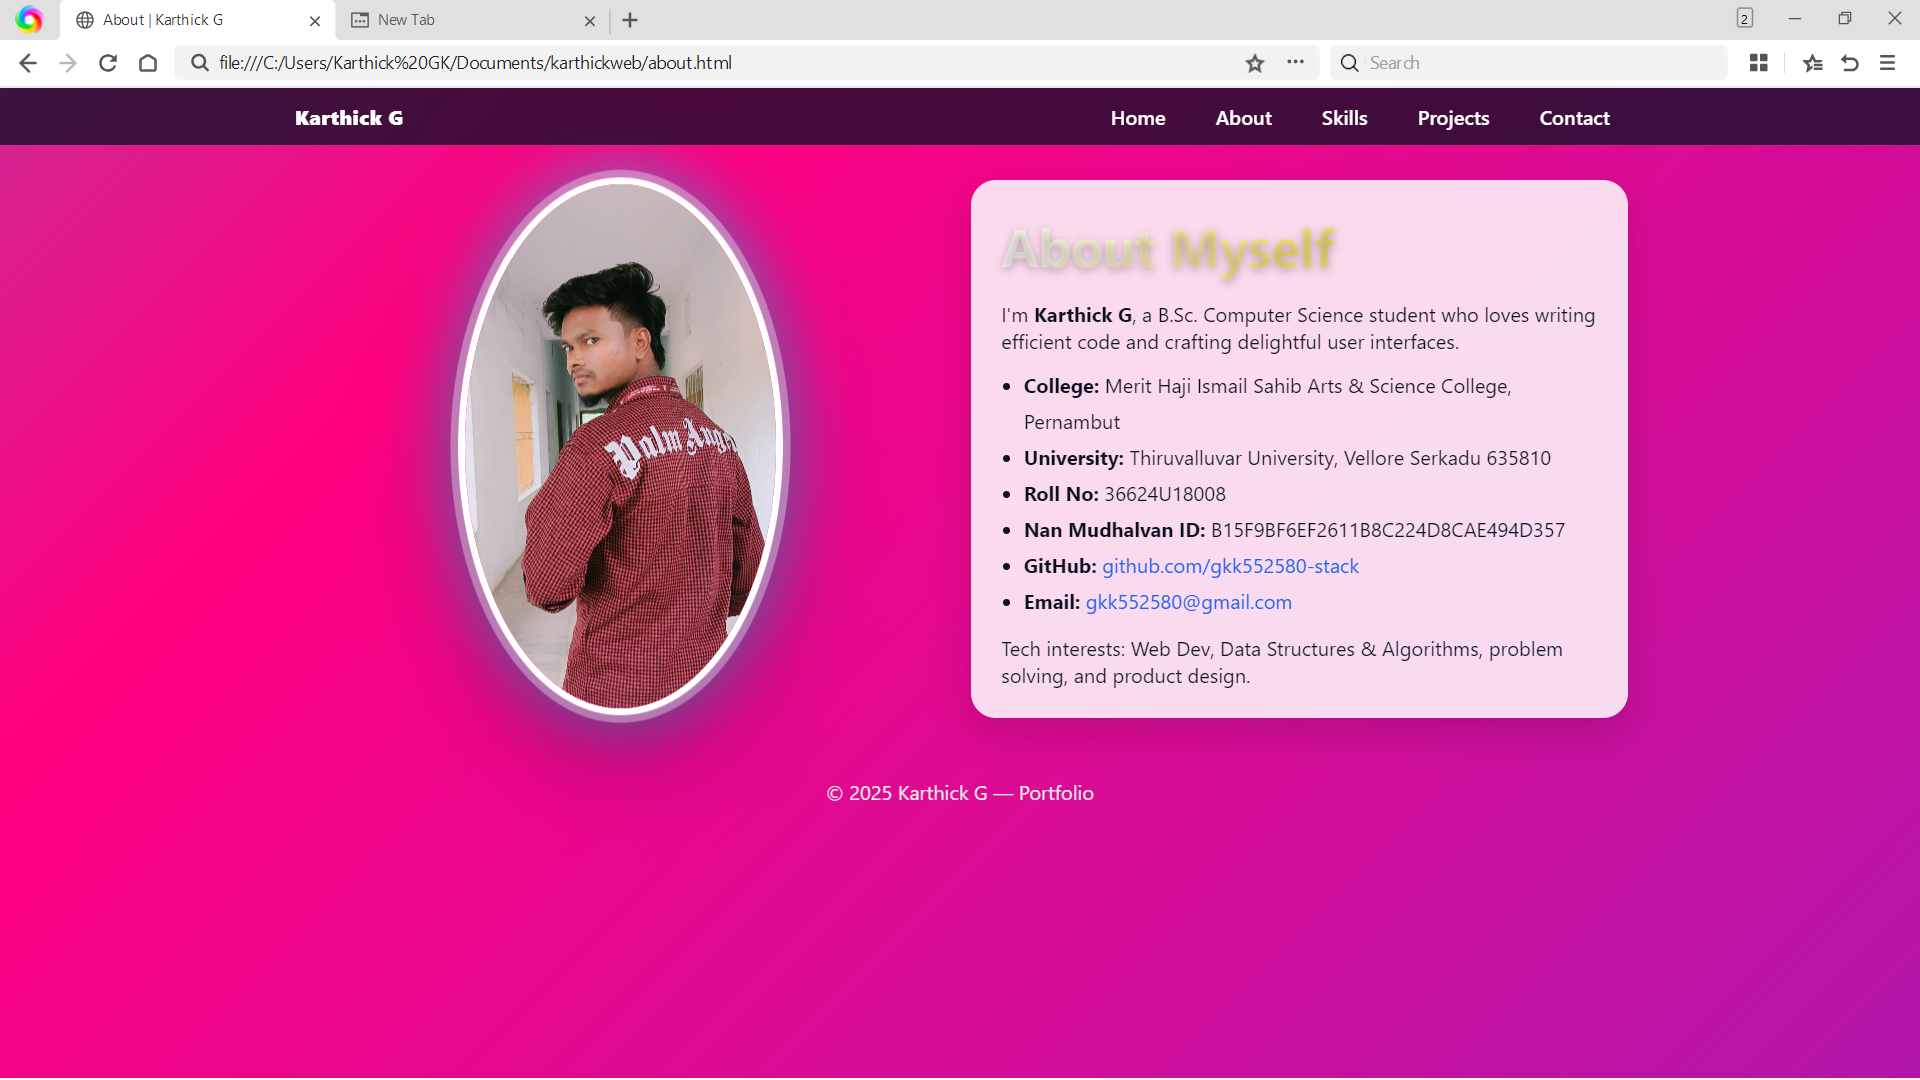 About | Karthick G
New Tab
2
file:///C:/Users/Karthick%20GK/Documents/karthickweb/about.html
Search
Karthick G
Home About Skills Projects Contact
Palm Ange
About Myself
I'm Karthick G, a B.Sc. Computer Science student who loves writing
efficient code and crafting delightful user interfaces.
• College: Merit Haji Ismail Sahib Arts & Science College,
Pernambut
• University: Thiruvalluvar University, Vellore Serkadu 635810
• Roll No: 36624U18008
• Nan Mudhalvan ID: B15F9BF6EF2611B8C224D8CAE494D357
• GitHub: github.com/gkk552580-stack
• Email: gkk552580@gmail.com
Tech interests: Web Dev, Data Structures & Algorithms, problem
solving, and product design.
© 2025 Karthick G — Portfolio